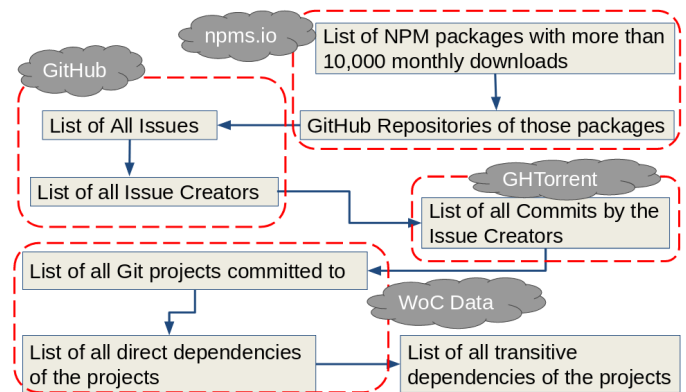 npms.io
List of NPM packages with more than
10,000 monthly downloads
GitHub
List of All Issues
GitHub Repositories of those packages
List of all Issue Creators
GHTorrent
List of all Commits by the
Issue Creators
List of all Git projects committed to
WoC Data
List of all direct dependencies
of the projects
List of all transitive
dependencies of the projects